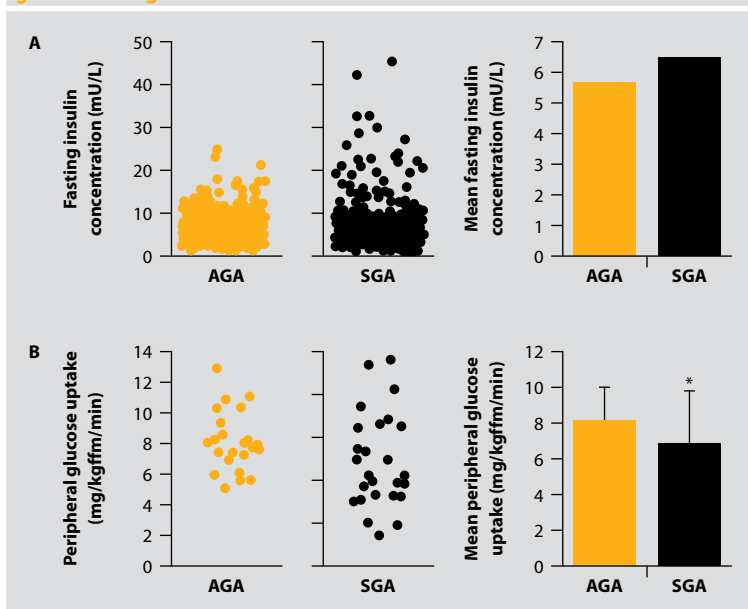 A
Fasting insulin
concentration (mU/L)
50
40
30
20
10
0
AGA
SGA
Mean fasting insulin
concentration (mU/L)
7
6
5
4
3
2
1
0
AGA
SGA
B
Peripheral glucose uptake
(mg/kgffm/min)
14
12
10
8
6
4
2
0
AGA
SGA
Mean peripheral glucose
uptake (mg/kgffm/min)
12
10
8
6
4
2
0
*
AGA
SGA